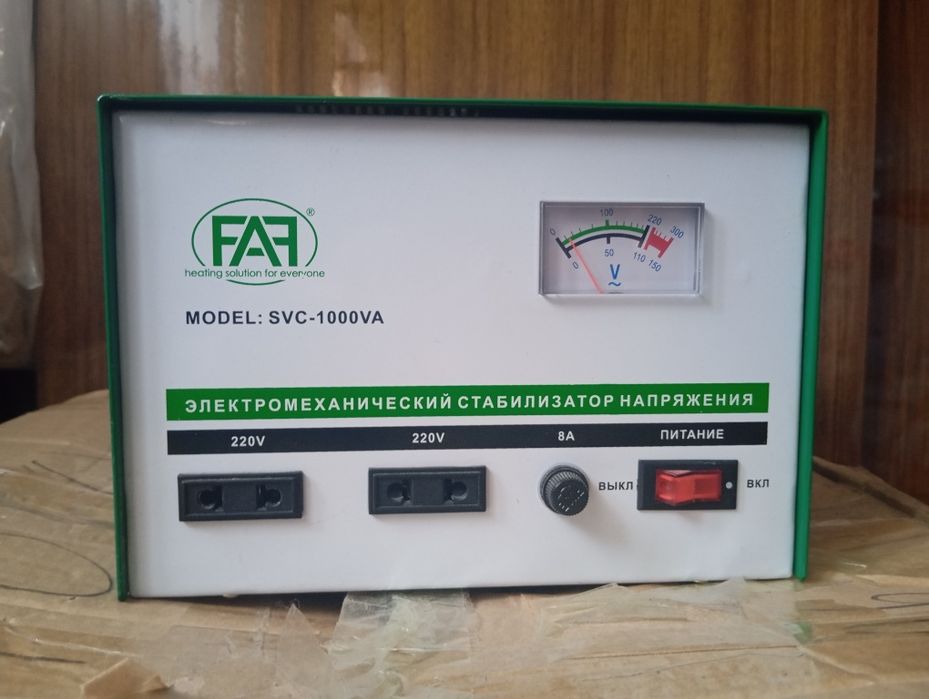 FAF®
heating solution for everyone
MODEL: SVC-1000VA
0 100 220 300
0 50 110 150
V
~
ЭЛЕКТРОМЕХАНИЧЕСКИЙ СТАБИЛИЗАТОР НАПРЯЖЕНИЯ
220V 220V 8A ПИТАНИЕ
ВЫКЛ ВКЛ